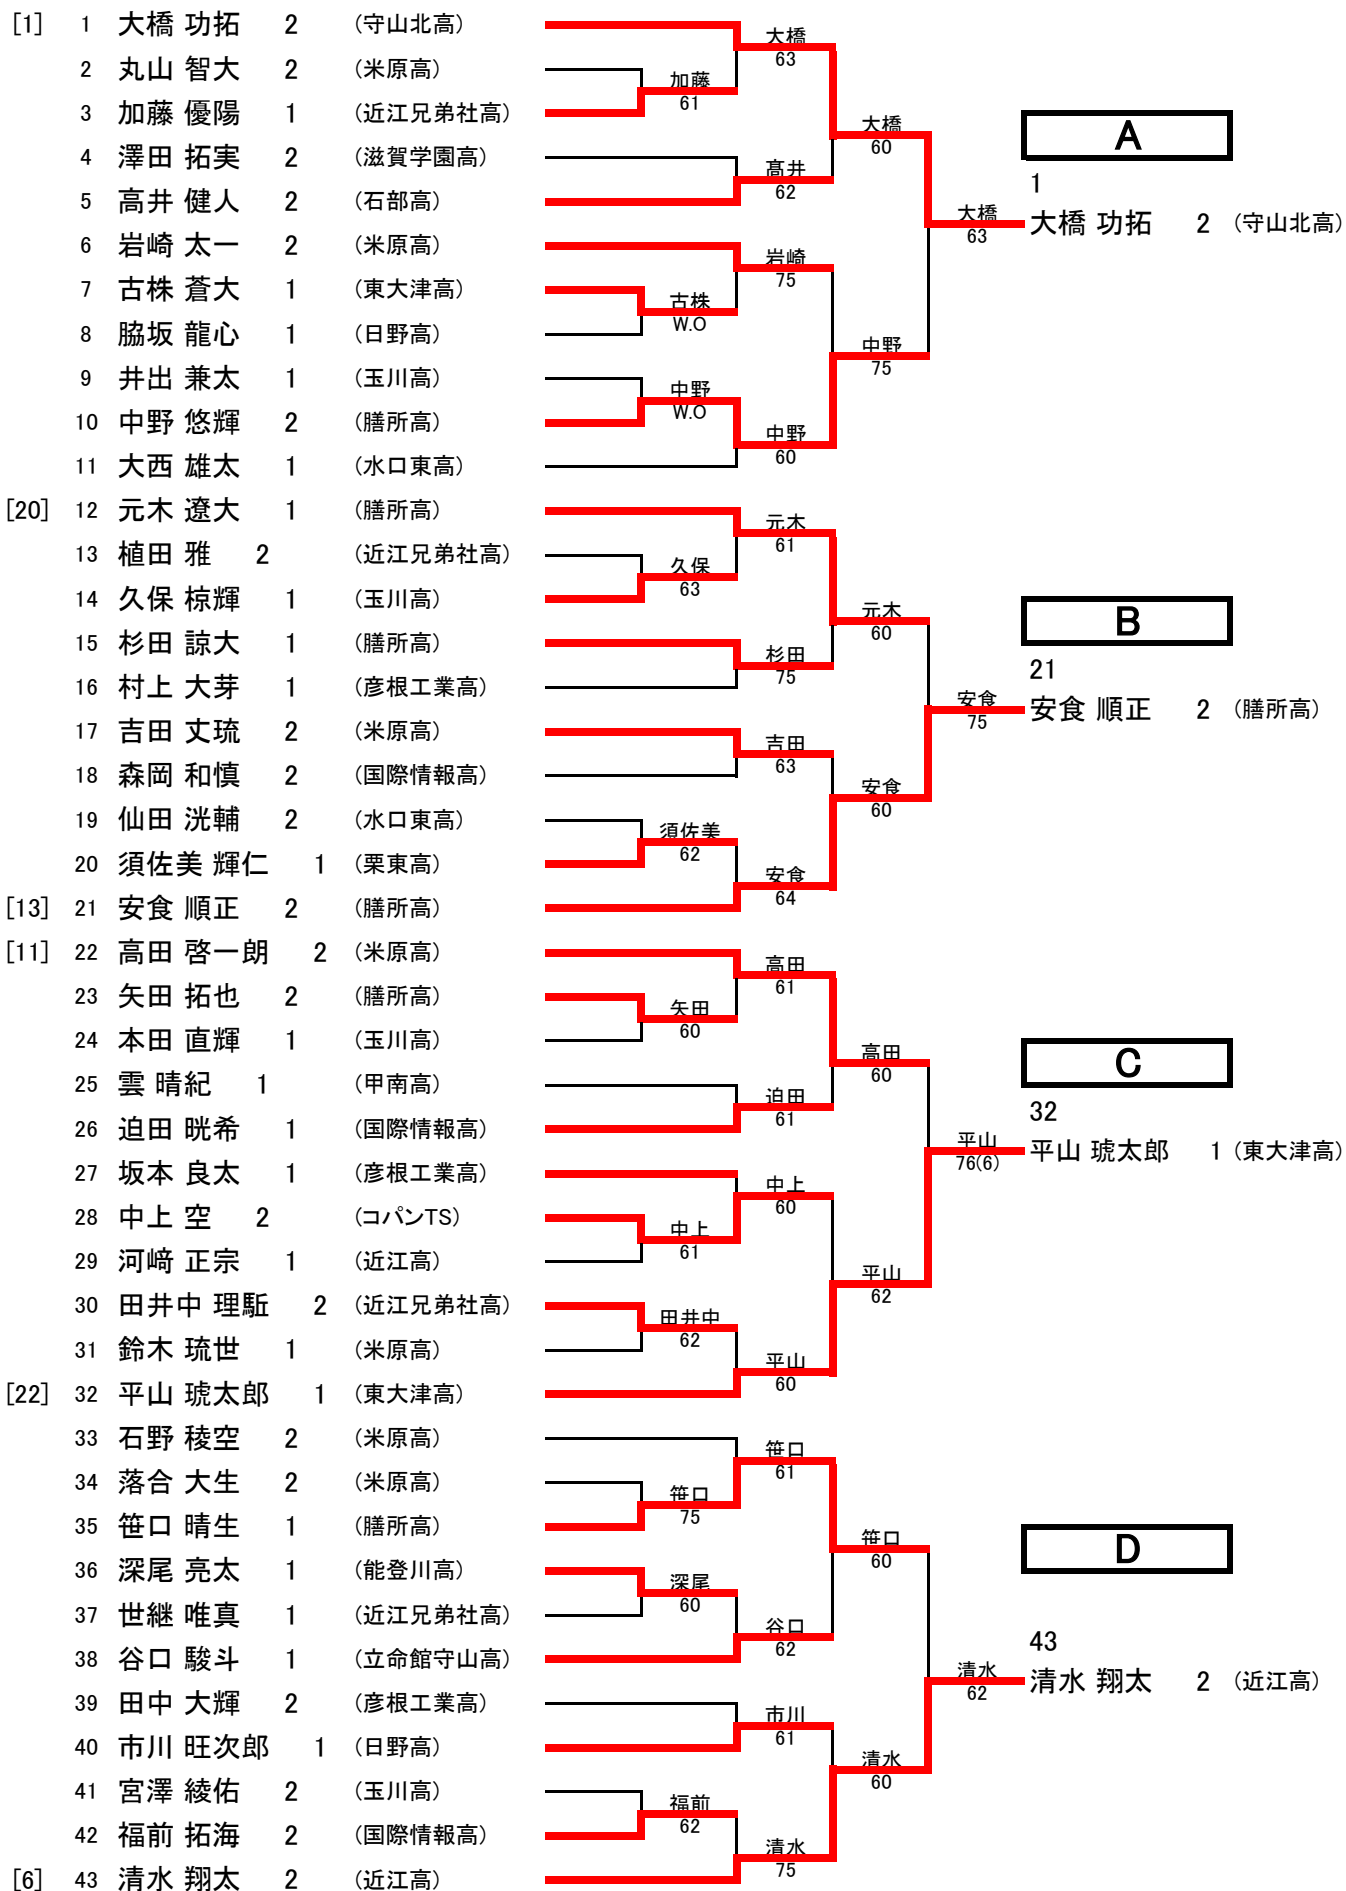 [1] 1 大橋 功拓 2 (守山北高)
2 丸山 智大 2 (米原高)
3 加藤 優陽 1 (近江兄弟社高)
4 澤田 拓実 2 (滋賀学園高)
5 高井 健人 2 (石部高)
6 岩崎 太一 2 (米原高)
7 古株 蒼大 1 (東大津高)
8 脇坂 龍心 1 (日野高)
9 井出 兼太 1 (玉川高)
10 中野 悠輝 2 (膳所高)
11 大西 雄太 1 (水口東高)
[20] 12 元木 遼大 1 (膳所高)
13 植田 雅 2 (近江兄弟社高)
14 久保 椋輝 1 (玉川高)
15 杉田 諒大 1 (膳所高)
16 村上 大芽 1 (彦根工業高)
17 吉田 丈琉 2 (米原高)
18 森岡 和慎 2 (国際情報高)
19 仙田 洸輔 2 (水口東高)
20 須佐美 輝仁 1 (栗東高)
[13] 21 安食 順正 2 (膳所高)
[11] 22 高田 啓一朗 2 (米原高)
23 矢田 拓也 2 (膳所高)
24 本田 直輝 1 (玉川高)
25 雲 晴紀 1 (甲南高)
26 迫田 晄希 1 (国際情報高)
27 坂本 良太 1 (彦根工業高)
28 中上 空 2 (コパンTS)
29 河﨑 正宗 1 (近江高)
30 田井中 理駈 2 (近江兄弟社高)
31 鈴木 琉世 1 (米原高)
[22] 32 平山 琥太郎 1 (東大津高)
33 石野 稜空 2 (米原高)
34 落合 大生 2 (米原高)
35 笹口 晴生 1 (膳所高)
36 深尾 亮太 1 (能登川高)
37 世継 唯真 1 (近江兄弟社高)
38 谷口 駿斗 1 (立命館守山高)
39 田中 大輝 2 (彦根工業高)
40 市川 旺次郎 1 (日野高)
41 宮澤 綾佑 2 (玉川高)
42 福前 拓海 2 (国際情報高)
[6] 43 清水 翔太 2 (近江高)
加藤
61
古株
W.O
中野
W.O
久保
63
須佐美
62
矢田
60
中上
61
田井中
62
笹口
75
深尾
60
福前
62
大橋
63
髙井
62
岩崎
75
中野
60
元木
61
杉田
75
吉田
63
安食
64
高田
61
迫田
61
中上
60
平山
60
笹口
61
谷口
62
市川
61
清水
75
大橋
60
中野
75
元木
60
安食
60
高田
60
平山
62
笹口
60
清水
60
大橋
63
安食
75
平山
76(6)
清水
62
A
1
大橋 功拓 2 (守山北高)
B
21
安食 順正 2 (膳所高)
C
32
平山 琥太郎 1 (東大津高)
D
43
清水 翔太 2 (近江高)